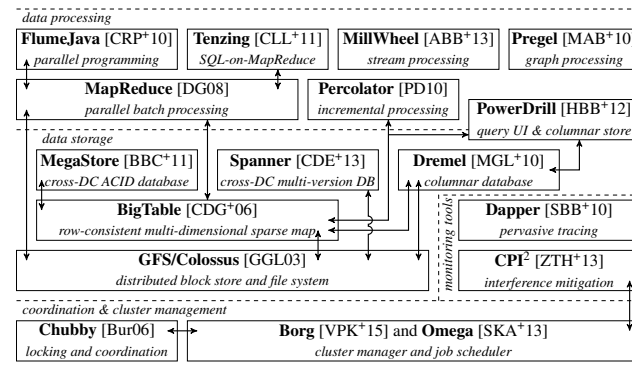 data processing
FlumeJava [CRP+10]
parallel programming
Tenzing [CLL+11]
SQL-on-MapReduce
MillWheel [ABB+13]
stream processing
Pregel [MAB+10]
graph processing
MapReduce [DG08]
parallel batch processing
Percolator [PD10]
incremental processing
PowerDrill [HBB+12]
query UI & columnar store
data storage
MegaStore [BBC+11]
cross-DC ACID database
Spanner [CDE+13]
cross-DC multi-version DB
Dremel [MGL+10]
columnar database
BigTable [CDG+06]
row-consistent multi-dimensional sparse map
monitoring tools
Dapper [SBB+10]
pervasive tracing
GFS/Colossus [GGL03]
distributed block store and file system
CPI² [ZTH+13]
interference mitigation
coordination & cluster management
Chubby [Bur06]
locking and coordination
Borg [VPK+15] and Omega [SKA+13]
cluster manager and job scheduler